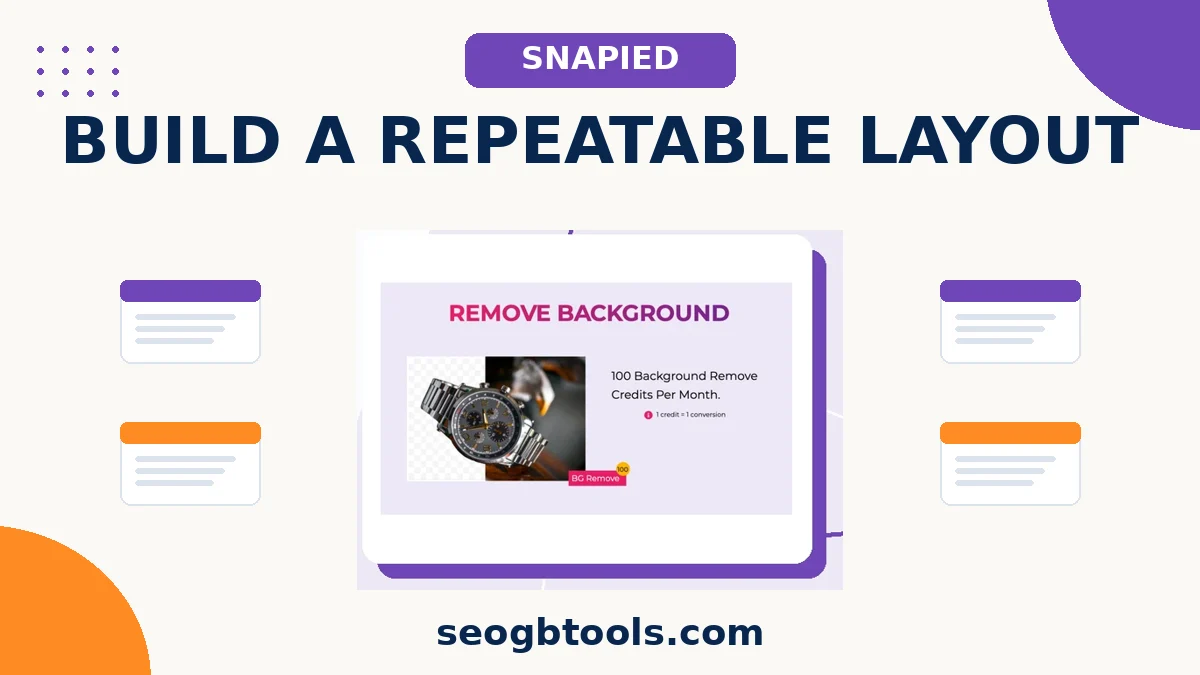 SNAPIED
BUILD A REPEATABLE LAYOUT
REMOVE BACKGROUND
100 Background Remove
Credits Per Month.
1 credit = 1 conversion
100
BG Remove
seogbtools.com